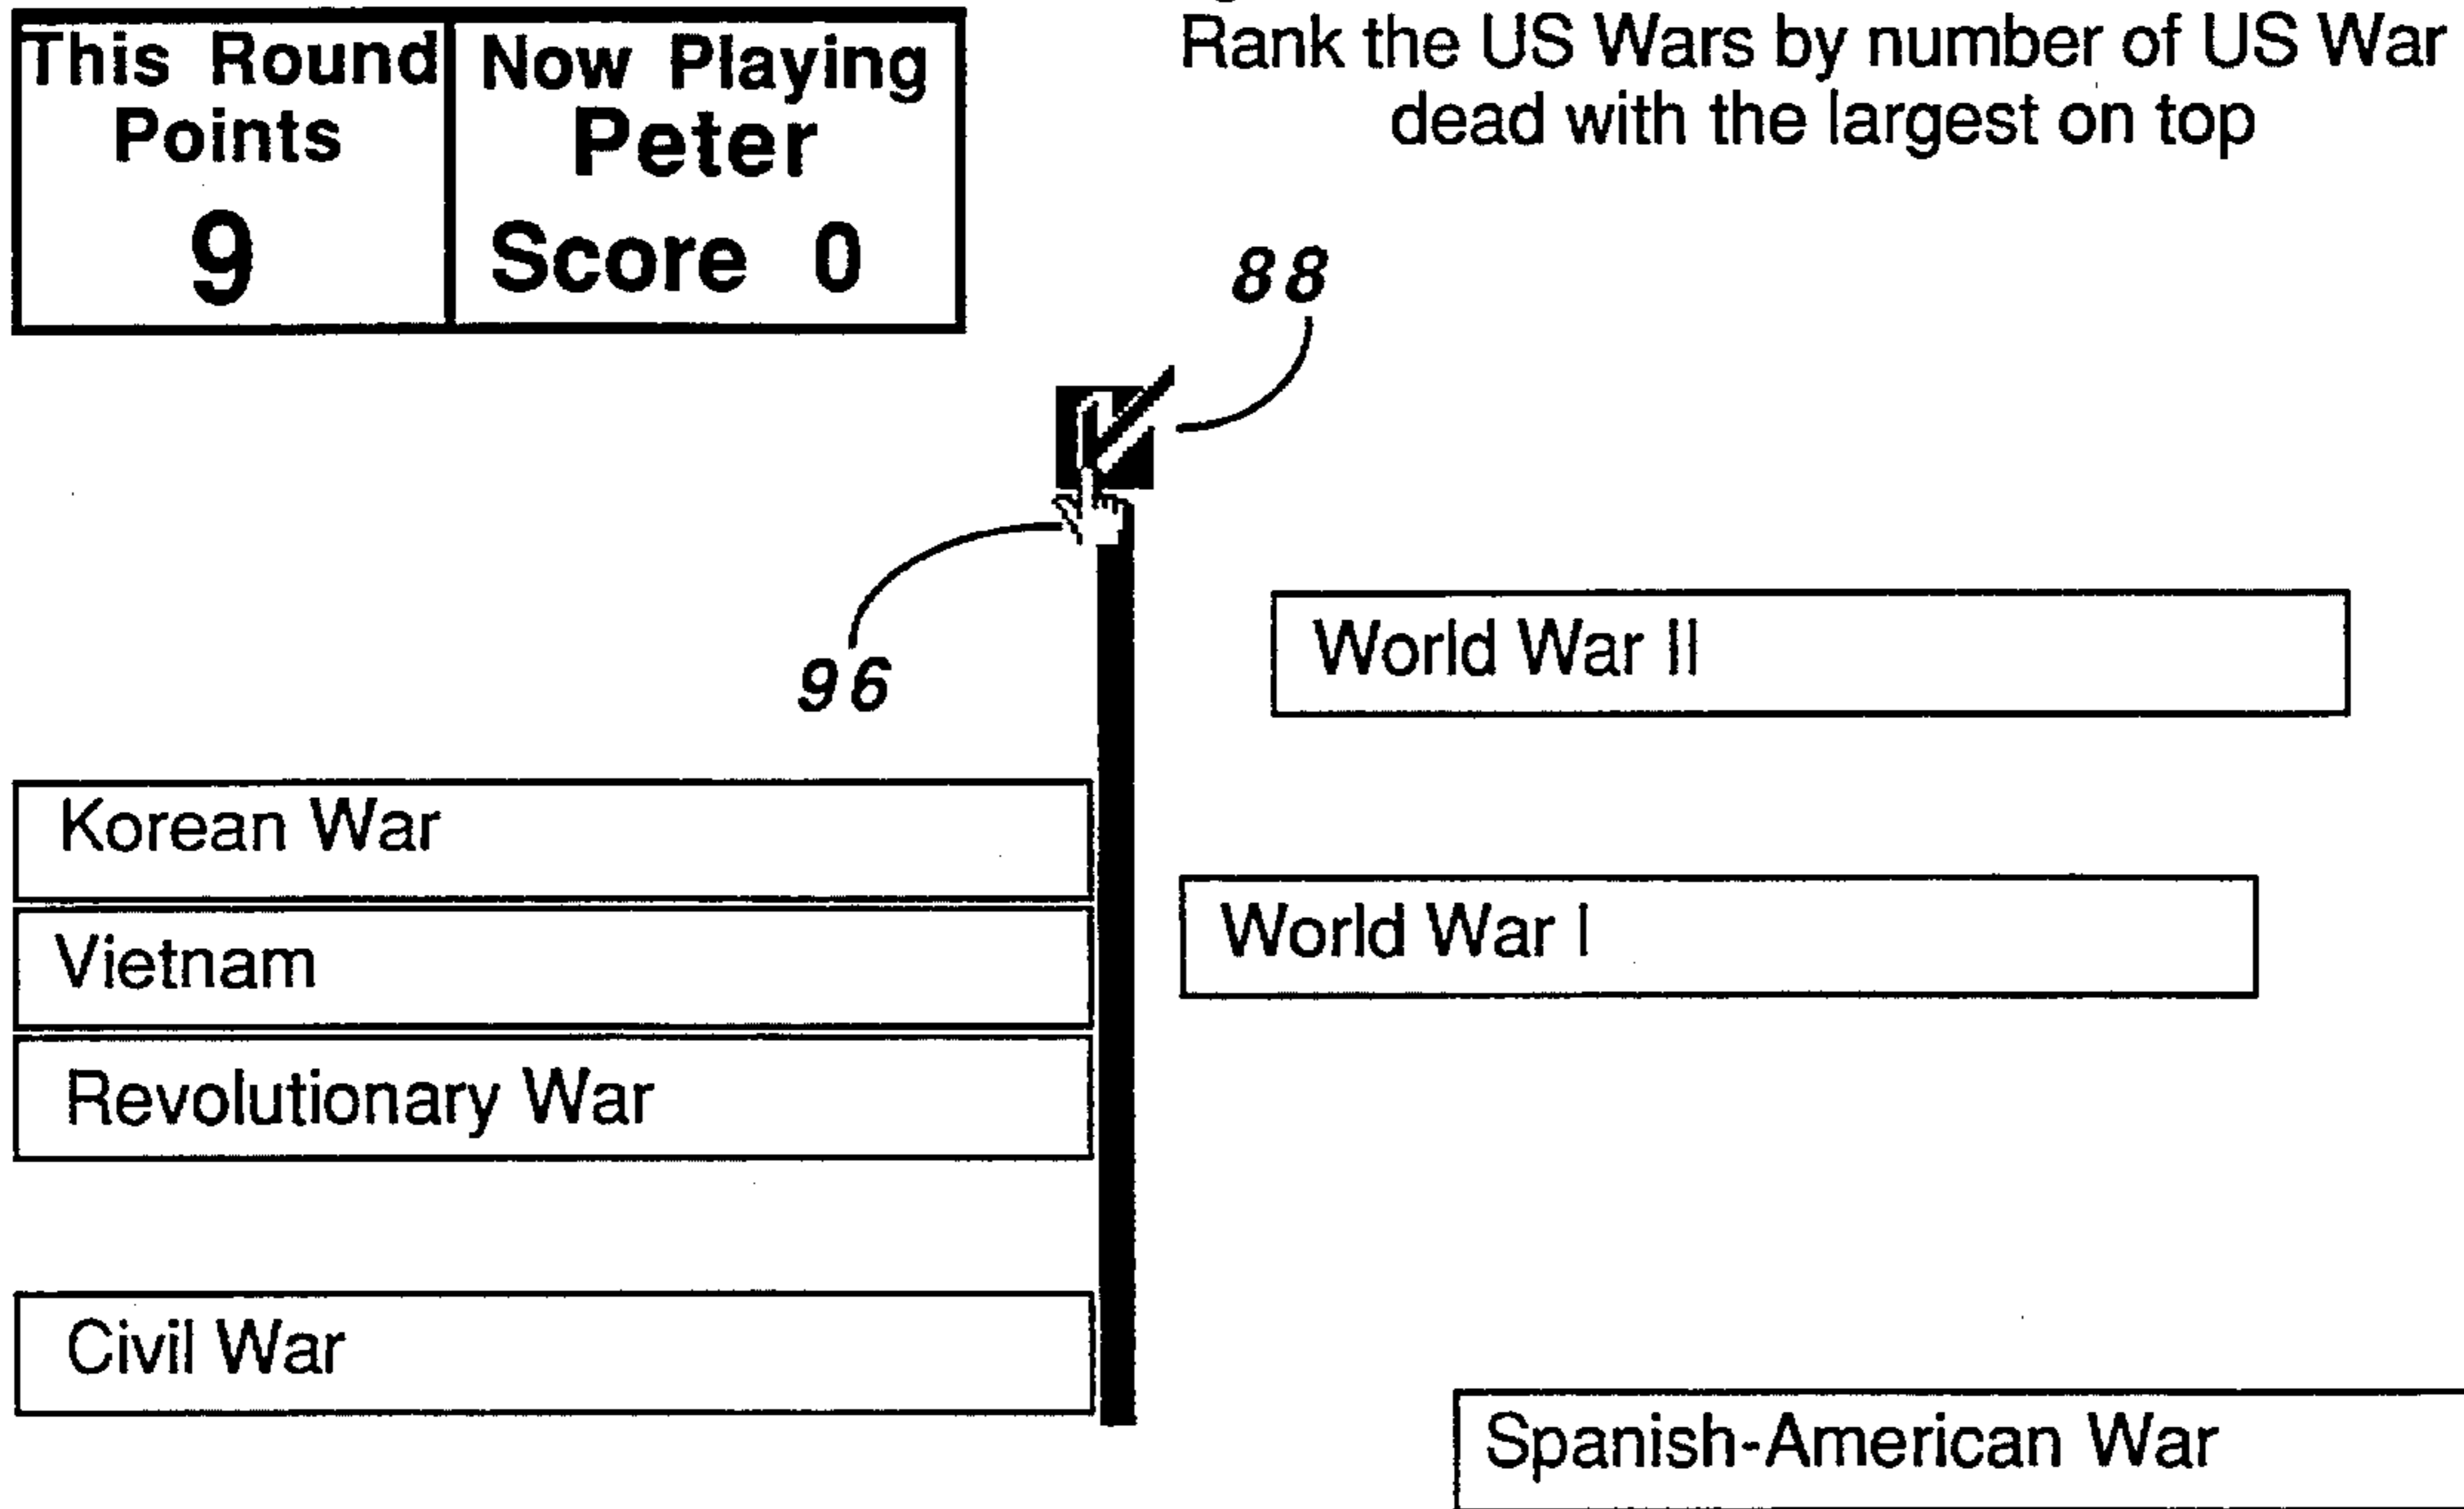 This Round
Points
9
Now Playing
Peter
Score 0
Rank the US Wars by number of US War
dead with the largest on top
88
96
World War II
Korean War
World War I
Vietnam
Revolutionary War
Civil War
Spanish-American War